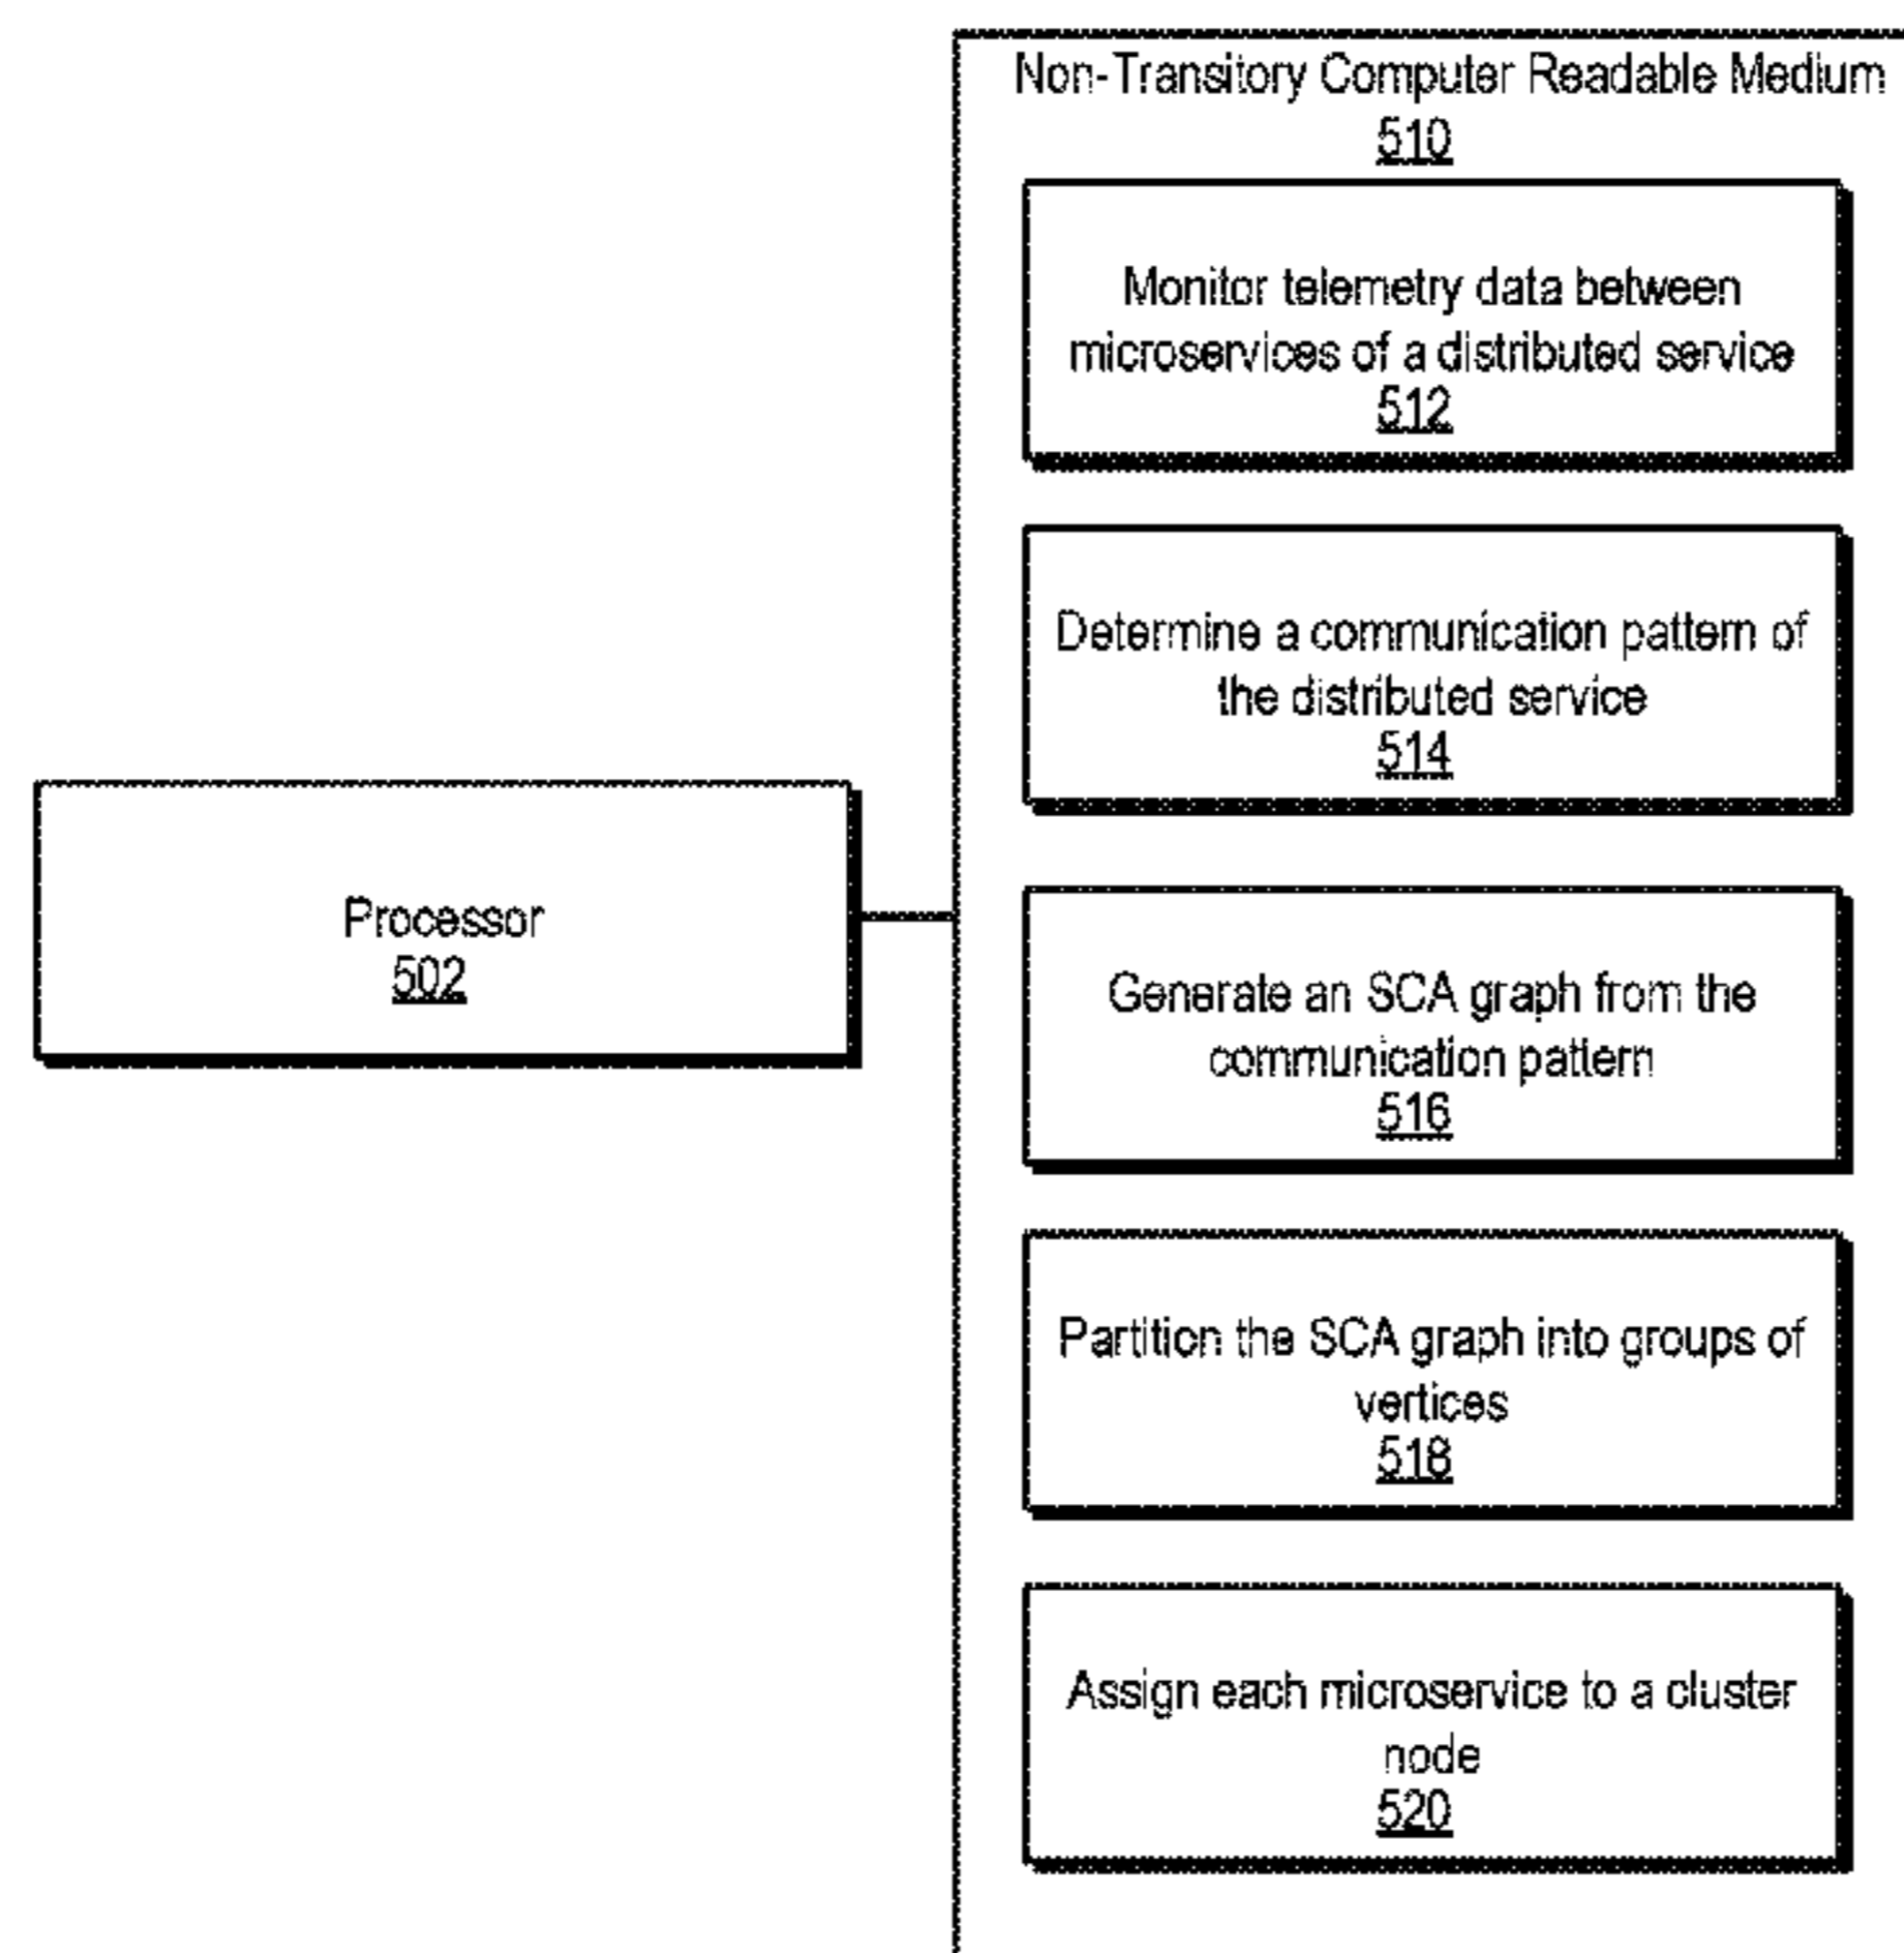 Non-Transitory Computer Readable Medium
510
Monitor telemetry data between
microservices of a distributed service
512
Determine a communication pattern of
the distributed service
514
Processor
502
Generate an SCA graph from the
communication pattern
516
Partition the SCA graph into groups of
vertices
518
Assign each microservice to a cluster
node
520